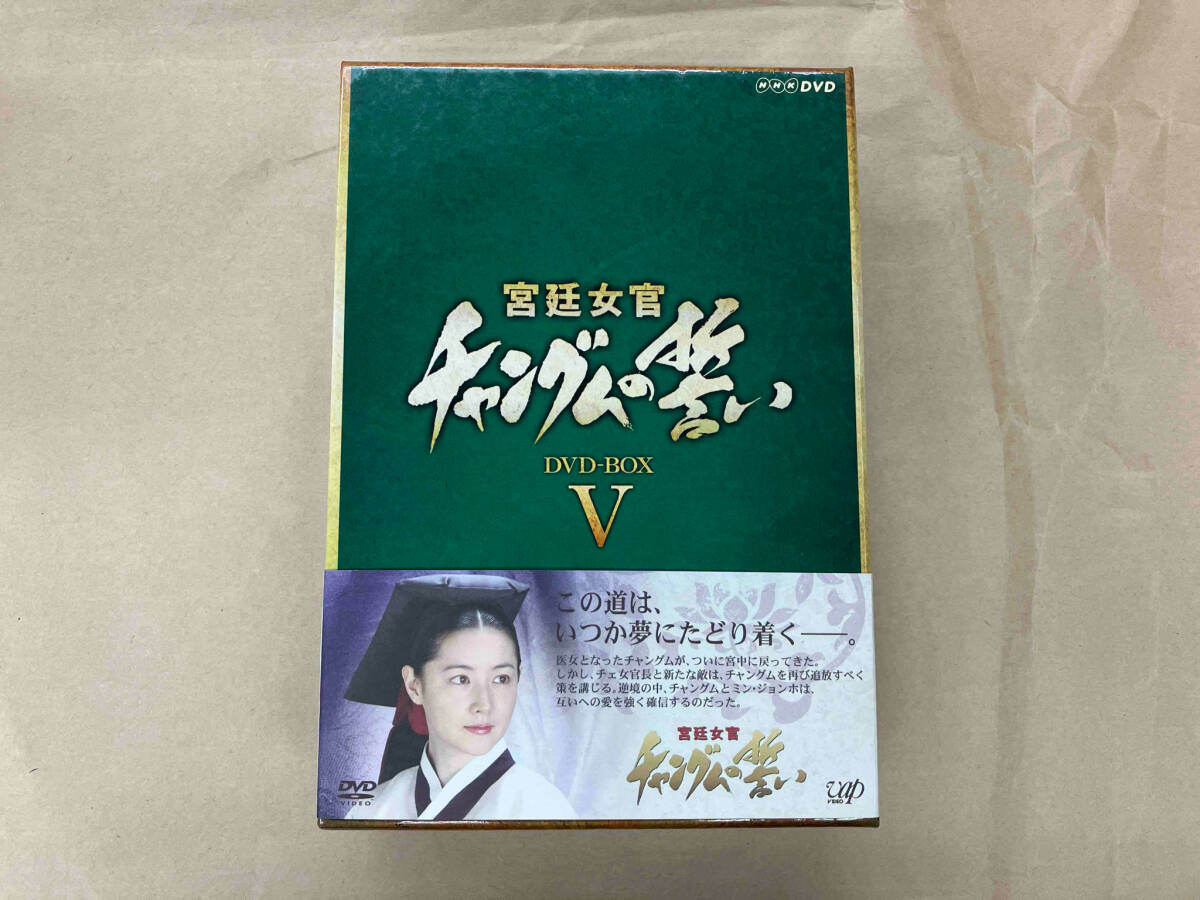 NHK DVD
宮廷女官
チャングムの誓い
DVD-BOX
V
この道は、
いつか夢にたどり着く──。
医女となったチャングムが、ついに宮中に戻ってきた。
しかし、チェ女官長と新たな敵は、チャングムを再び追放すべく
策を講じる。逆境の中、チャングムとミン・ジョンホは、
互いへの愛を強く確信するのだった。
宮廷女官
チャングムの誓い
DVD
VIDEO
vap
VIDEO